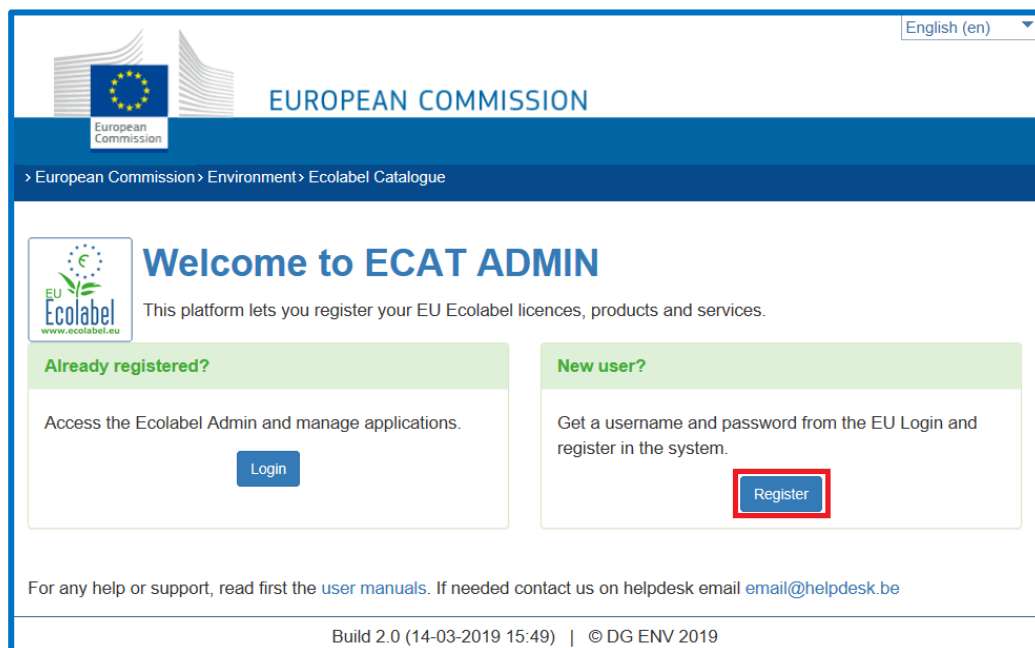 English (en)
EUROPEAN COMMISSION
European
Commission
> European Commission > Environment > Ecolabel Catalogue
EU
Ecolabel
www.ecolabel.eu
Welcome to ECAT ADMIN
This platform lets you register your EU Ecolabel licences, products and services.
Already registered?
Access the Ecolabel Admin and manage applications.
Login
New user?
Get a username and password from the EU Login and
register in the system.
Register
For any help or support, read first the user manuals. If needed contact us on helpdesk email email@helpdesk.be
Build 2.0 (14-03-2019 15:49) | © DG ENV 2019